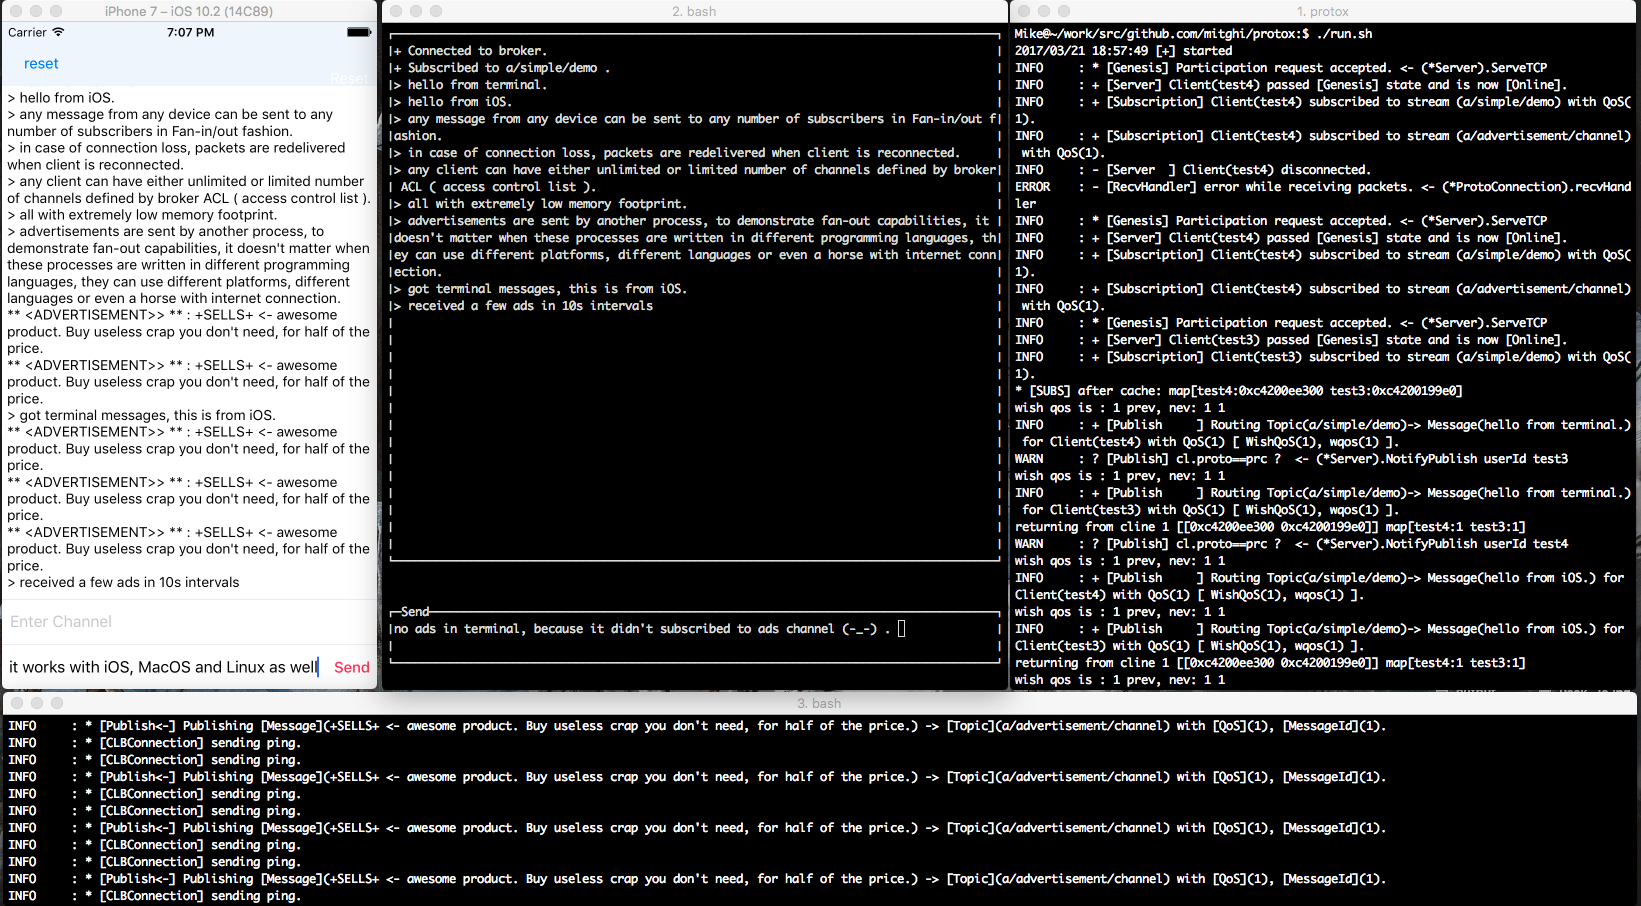 iPhone 7 – iOS 10.2 (14C89)
Carrier
7:07 PM
reset
Reset
> hello from iOS.
> any message from any device can be sent to any
number of subscribers in Fan-in/out fashion.
> in case of connection loss, packets are redelivered
when client is reconnected.
> any client can have either unlimited or limited number
of channels defined by broker ACL ( access control list ).
> all with extremely low memory footprint.
> advertisements are sent by another process, to
demonstrate fan-out capabilities, it doesn't matter when
these processes are written in different programming
languages, they can use different platforms, different
languages or even a horse with internet connection.
** <ADVERTISEMENT>> ** : +SELLS+ <- awesome
product. Buy useless crap you don't need, for half of the
price.
** <ADVERTISEMENT>> ** : +SELLS+ <- awesome
product. Buy useless crap you don't need, for half of the
price.
> got terminal messages, this is from iOS.
** <ADVERTISEMENT>> ** : +SELLS+ <- awesome
product. Buy useless crap you don't need, for half of the
price.
** <ADVERTISEMENT>> ** : +SELLS+ <- awesome
product. Buy useless crap you don't need, for half of the
price.
** <ADVERTISEMENT>> ** : +SELLS+ <- awesome
product. Buy useless crap you don't need, for half of the
price.
> received a few ads in 10s intervals
Enter Channel
it works with iOS, MacOS and Linux as well
Send
2. bash
|+ Connected to broker.
|+ Subscribed to a/simple/demo .
|> hello from terminal.
|> hello from iOS.
|> any message from any device can be sent to any number of subscribers in Fan-in/out f|
|ashion.
|> in case of connection loss, packets are redelivered when client is reconnected.
|> any client can have either unlimited or limited number of channels defined by broker|
| ACL ( access control list ).
|> all with extremely low memory footprint.
|> advertisements are sent by another process, to demonstrate fan-out capabilities, it |
|doesn't matter when these processes are written in different programming languages, th|
|ey can use different platforms, different languages or even a horse with internet conn|
|ection.
|> got terminal messages, this is from iOS.
|> received a few ads in 10s intervals
Send
|no ads in terminal, because it didn't subscribed to ads channel (-_-) .
1. protox
Mike@~/work/src/github.com/mitghi/protox:$ ./run.sh
2017/03/21 18:57:49 [+] started
INFO : * [Genesis] Participation request accepted. <- (*Server).ServeTCP
INFO : + [Server] Client(test4) passed [Genesis] state and is now [Online].
INFO : + [Subscription] Client(test4) subscribed to stream (a/simple/demo) with QoS(
1).
INFO : + [Subscription] Client(test4) subscribed to stream (a/advertisement/channel)
with QoS(1).
INFO : - [Server ] Client(test4) disconnected.
ERROR : - [RecvHandler] error while receiving packets. <- (*ProtoConnection).recvHand
ler
INFO : * [Genesis] Participation request accepted. <- (*Server).ServeTCP
INFO : + [Server] Client(test4) passed [Genesis] state and is now [Online].
INFO : + [Subscription] Client(test4) subscribed to stream (a/simple/demo) with QoS(
1).
INFO : + [Subscription] Client(test4) subscribed to stream (a/advertisement/channel)
with QoS(1).
INFO : * [Genesis] Participation request accepted. <- (*Server).ServeTCP
INFO : + [Server] Client(test3) passed [Genesis] state and is now [Online].
INFO : + [Subscription] Client(test3) subscribed to stream (a/simple/demo) with QoS(
1).
* [SUBS] after cache: map[test4:0xc4200ee300 test3:0xc4200199e0]
wish qos is : 1 prev, nev: 1 1
INFO : + [Publish ] Routing Topic(a/simple/demo)-> Message(hello from terminal.)
for Client(test4) with QoS(1) [ WishQoS(1), wqos(1) ].
WARN : ? [Publish] cl.proto==prc ? <- (*Server).NotifyPublish userId test3
wish qos is : 1 prev, nev: 1 1
INFO : + [Publish ] Routing Topic(a/simple/demo)-> Message(hello from terminal.)
for Client(test3) with QoS(1) [ WishQoS(1), wqos(1) ].
returning from cline 1 [[0xc4200ee300 0xc4200199e0]] map[test4:1 test3:1]
WARN : ? [Publish] cl.proto==prc ? <- (*Server).NotifyPublish userId test4
wish qos is : 1 prev, nev: 1 1
INFO : + [Publish ] Routing Topic(a/simple/demo)-> Message(hello from iOS.) for
Client(test4) with QoS(1) [ WishQoS(1), wqos(1) ].
wish qos is : 1 prev, nev: 1 1
INFO : + [Publish ] Routing Topic(a/simple/demo)-> Message(hello from iOS.) for
Client(test3) with QoS(1) [ WishQoS(1), wqos(1) ].
returning from cline 1 [[0xc4200ee300 0xc4200199e0]] map[test4:1 test3:1]
wish qos is : 1 prev, nev: 1 1
3. bash
INFO : * [Publish<-] Publishing [Message](+SELLS+ <- awesome product. Buy useless crap you don't need, for half of the price.) -> [Topic](a/advertisement/channel) with [QoS](1), [MessageId](1).
INFO : * [CLBConnection] sending ping.
INFO : * [CLBConnection] sending ping.
INFO : * [Publish<-] Publishing [Message](+SELLS+ <- awesome product. Buy useless crap you don't need, for half of the price.) -> [Topic](a/advertisement/channel) with [QoS](1), [MessageId](1).
INFO : * [CLBConnection] sending ping.
INFO : * [CLBConnection] sending ping.
INFO : * [Publish<-] Publishing [Message](+SELLS+ <- awesome product. Buy useless crap you don't need, for half of the price.) -> [Topic](a/advertisement/channel) with [QoS](1), [MessageId](1).
INFO : * [CLBConnection] sending ping.
INFO : * [CLBConnection] sending ping.
INFO : * [Publish<-] Publishing [Message](+SELLS+ <- awesome product. Buy useless crap you don't need, for half of the price.) -> [Topic](a/advertisement/channel) with [QoS](1), [MessageId](1).
INFO : * [CLBConnection] sending ping.